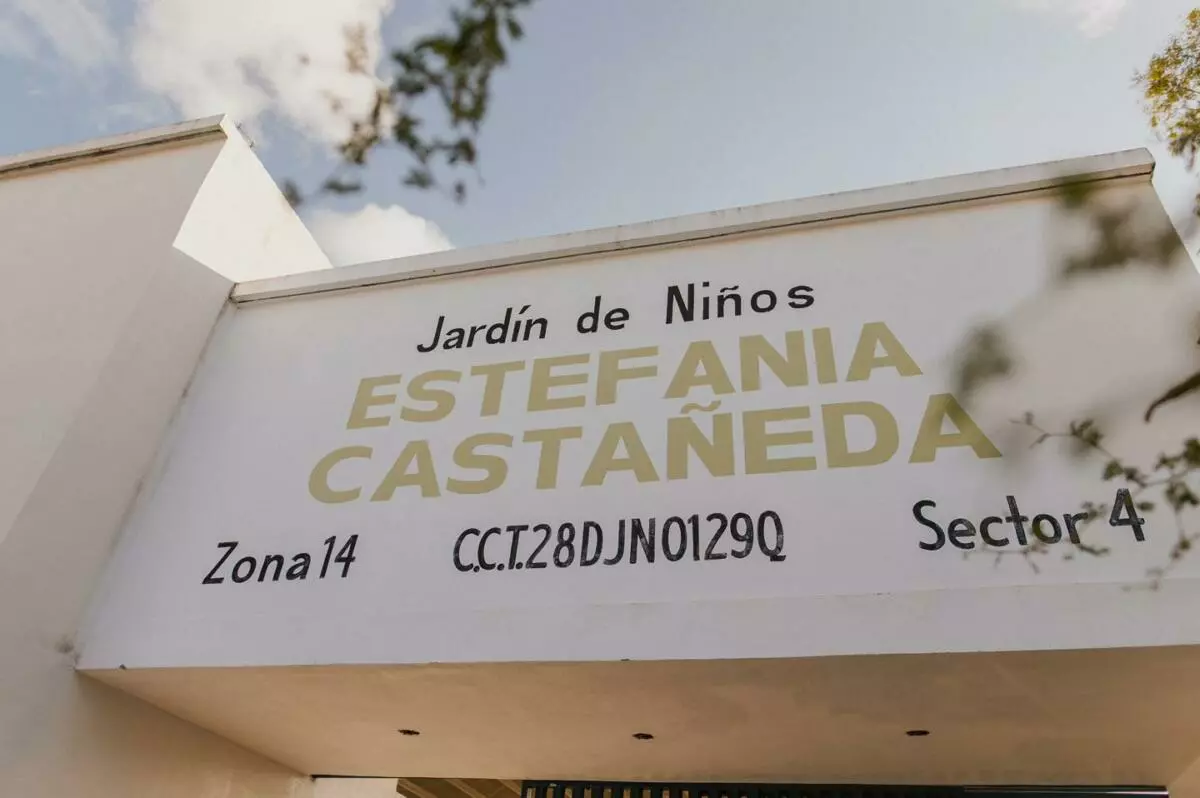 Jardín de Niños
ESTEFANIA
CASTAÑEDA
Zona 14 C.C.T.28DJN0129Q Sector 4